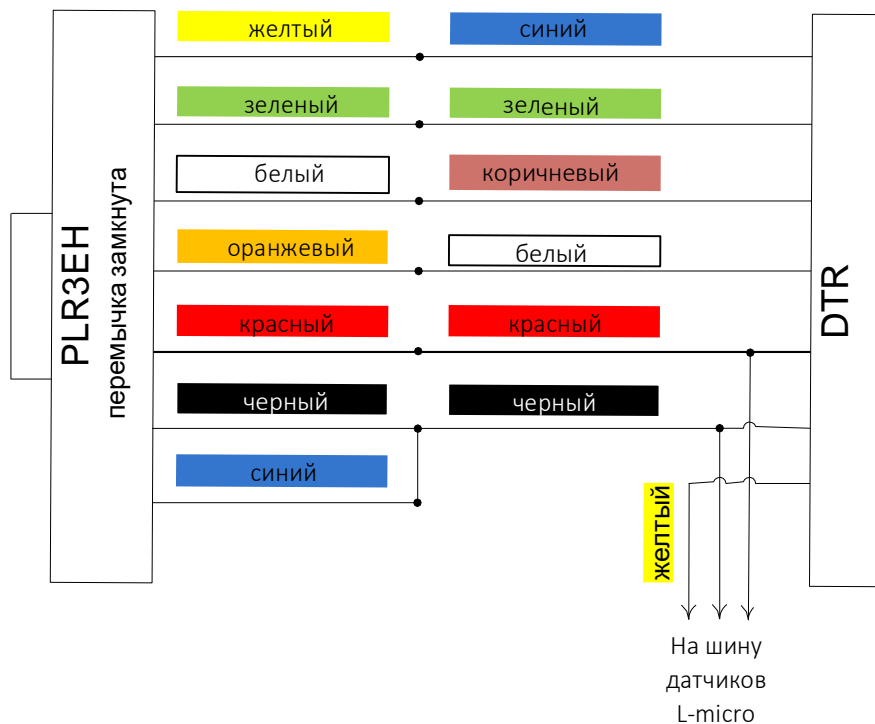 желтый
синий
зеленый
зеленый
белый
коричневый
оранжевый
белый
красный
красный
черный
черный
синий
PLR3EH
перемычка замкнута
DTR
желтый
На шину
датчиков
L-micro